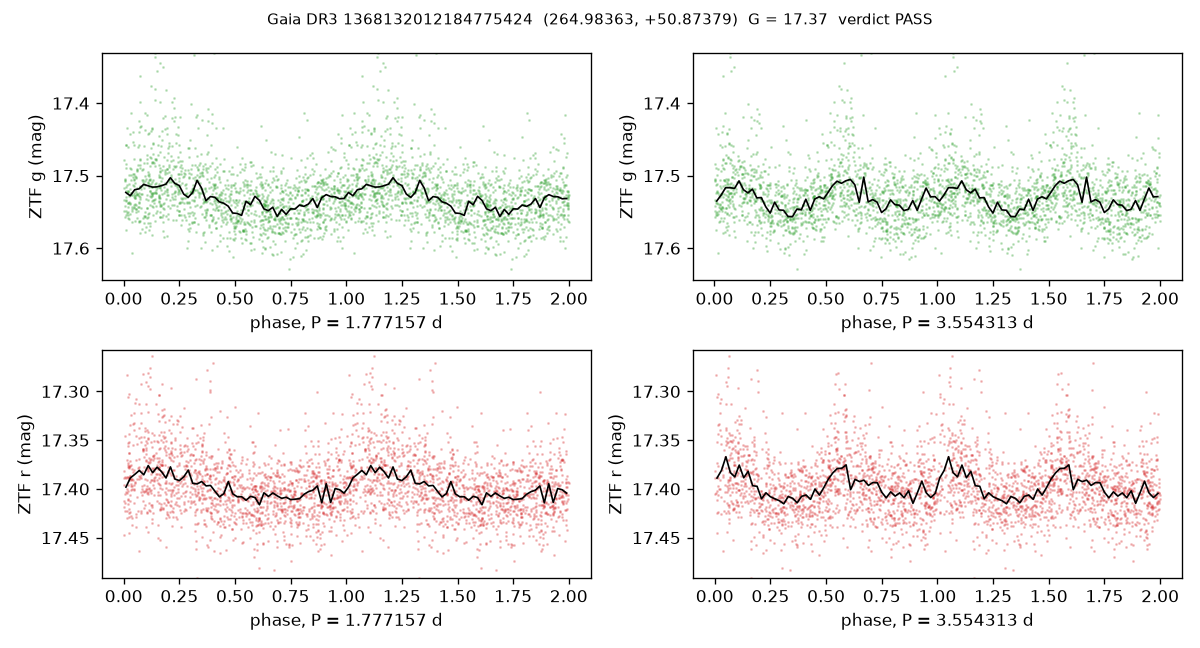 Gaia DR3 1368132012184775424  (264.98363, +50.87379)  G = 17.37  verdict PASS
ZTF g (mag)
17.4
17.5
17.6
0.00 0.25 0.50 0.75 1.00 1.25 1.50 1.75 2.00
phase, P = 1.777157 d
ZTF g (mag)
17.4
17.5
17.6
0.00 0.25 0.50 0.75 1.00 1.25 1.50 1.75 2.00
phase, P = 3.554313 d
ZTF r (mag)
17.30
17.35
17.40
17.45
0.00 0.25 0.50 0.75 1.00 1.25 1.50 1.75 2.00
phase, P = 1.777157 d
ZTF r (mag)
17.30
17.35
17.40
17.45
0.00 0.25 0.50 0.75 1.00 1.25 1.50 1.75 2.00
phase, P = 3.554313 d